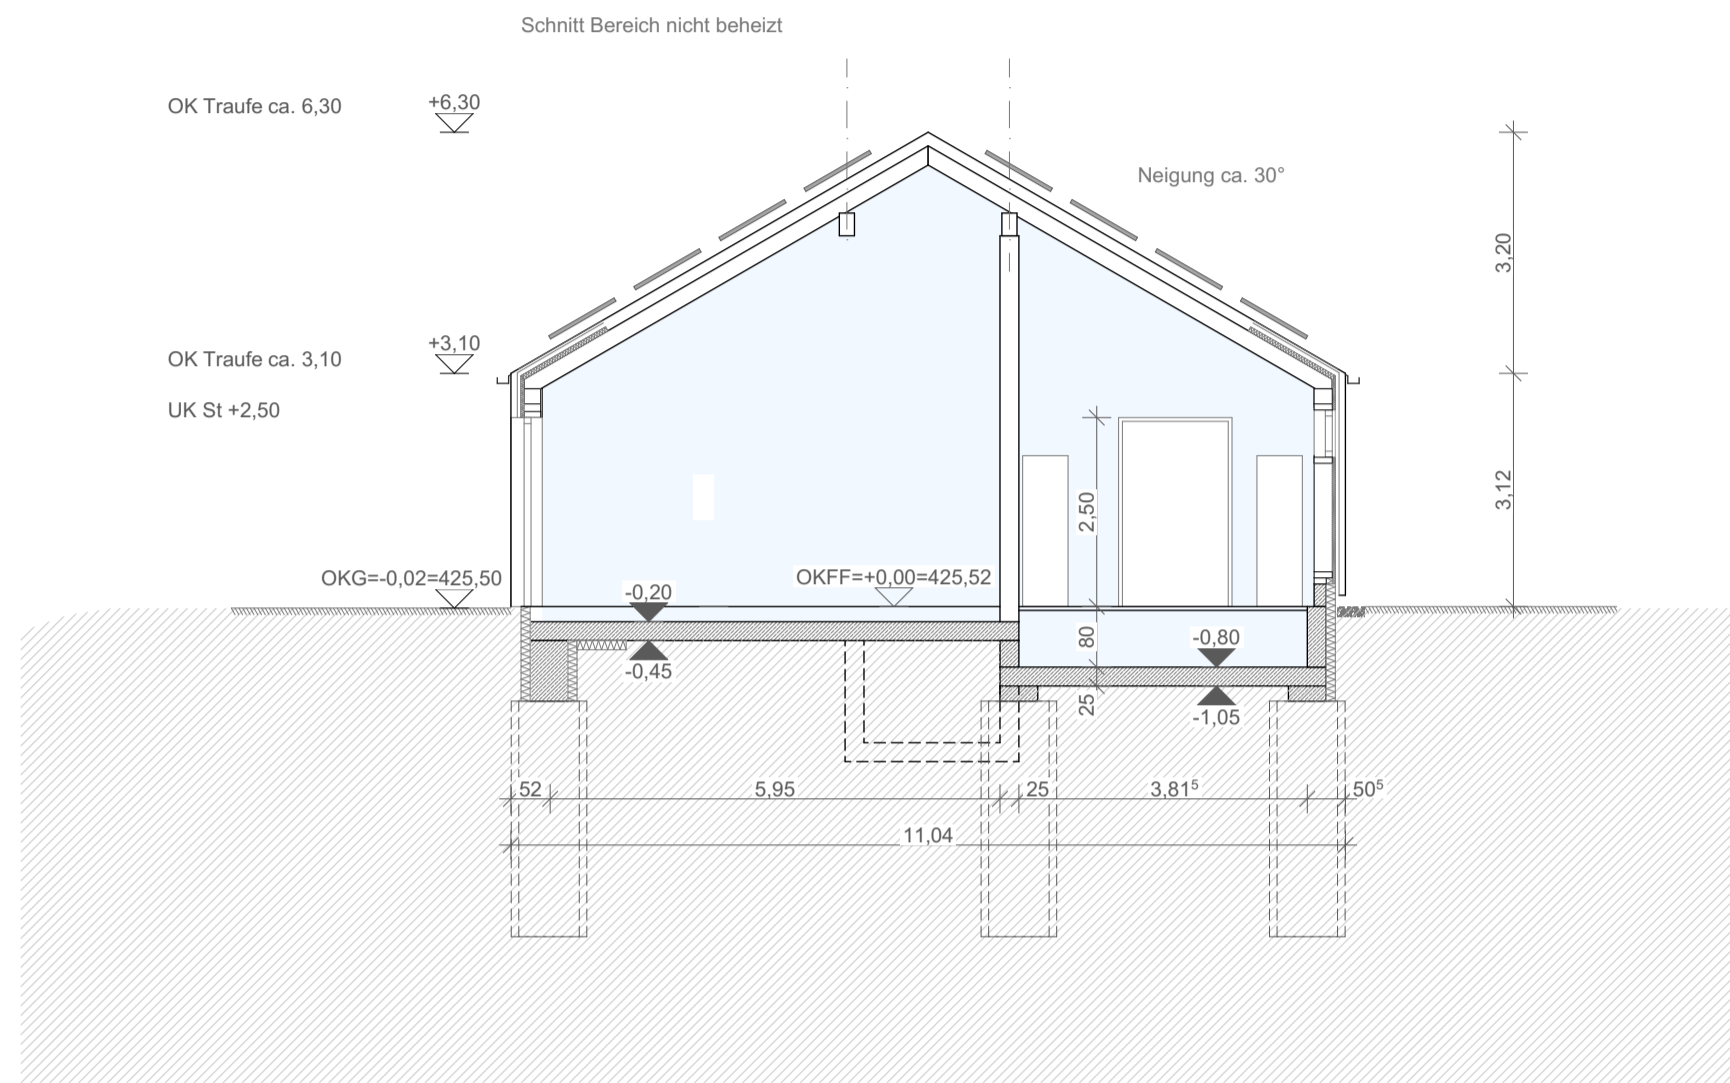 Schnitt Bereich nicht beheizt
OK Traufe ca. 6,30
+6,30
Neigung ca. 30°
3,20
+3,10
OK Traufe ca. 3,10
UK St +2,50
2,50
3,12
OKG=-0,02=425,50
-0,20
OKFF=+0,00=425,52
-0,45
80
-0,80
25
-1,05
52
5,95
25
3,81⁵
50⁵
11,04